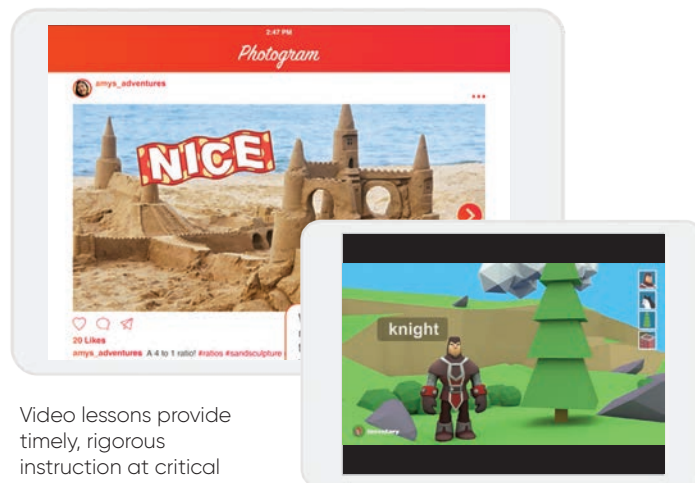 2:47 PM
Photogram
amys_adventures
NICE
20 Likes
amys_adventures A 4 to 1 ratio! #ratios #sandsculpture
knight
Video lessons provide
timely, rigorous
instruction at critical